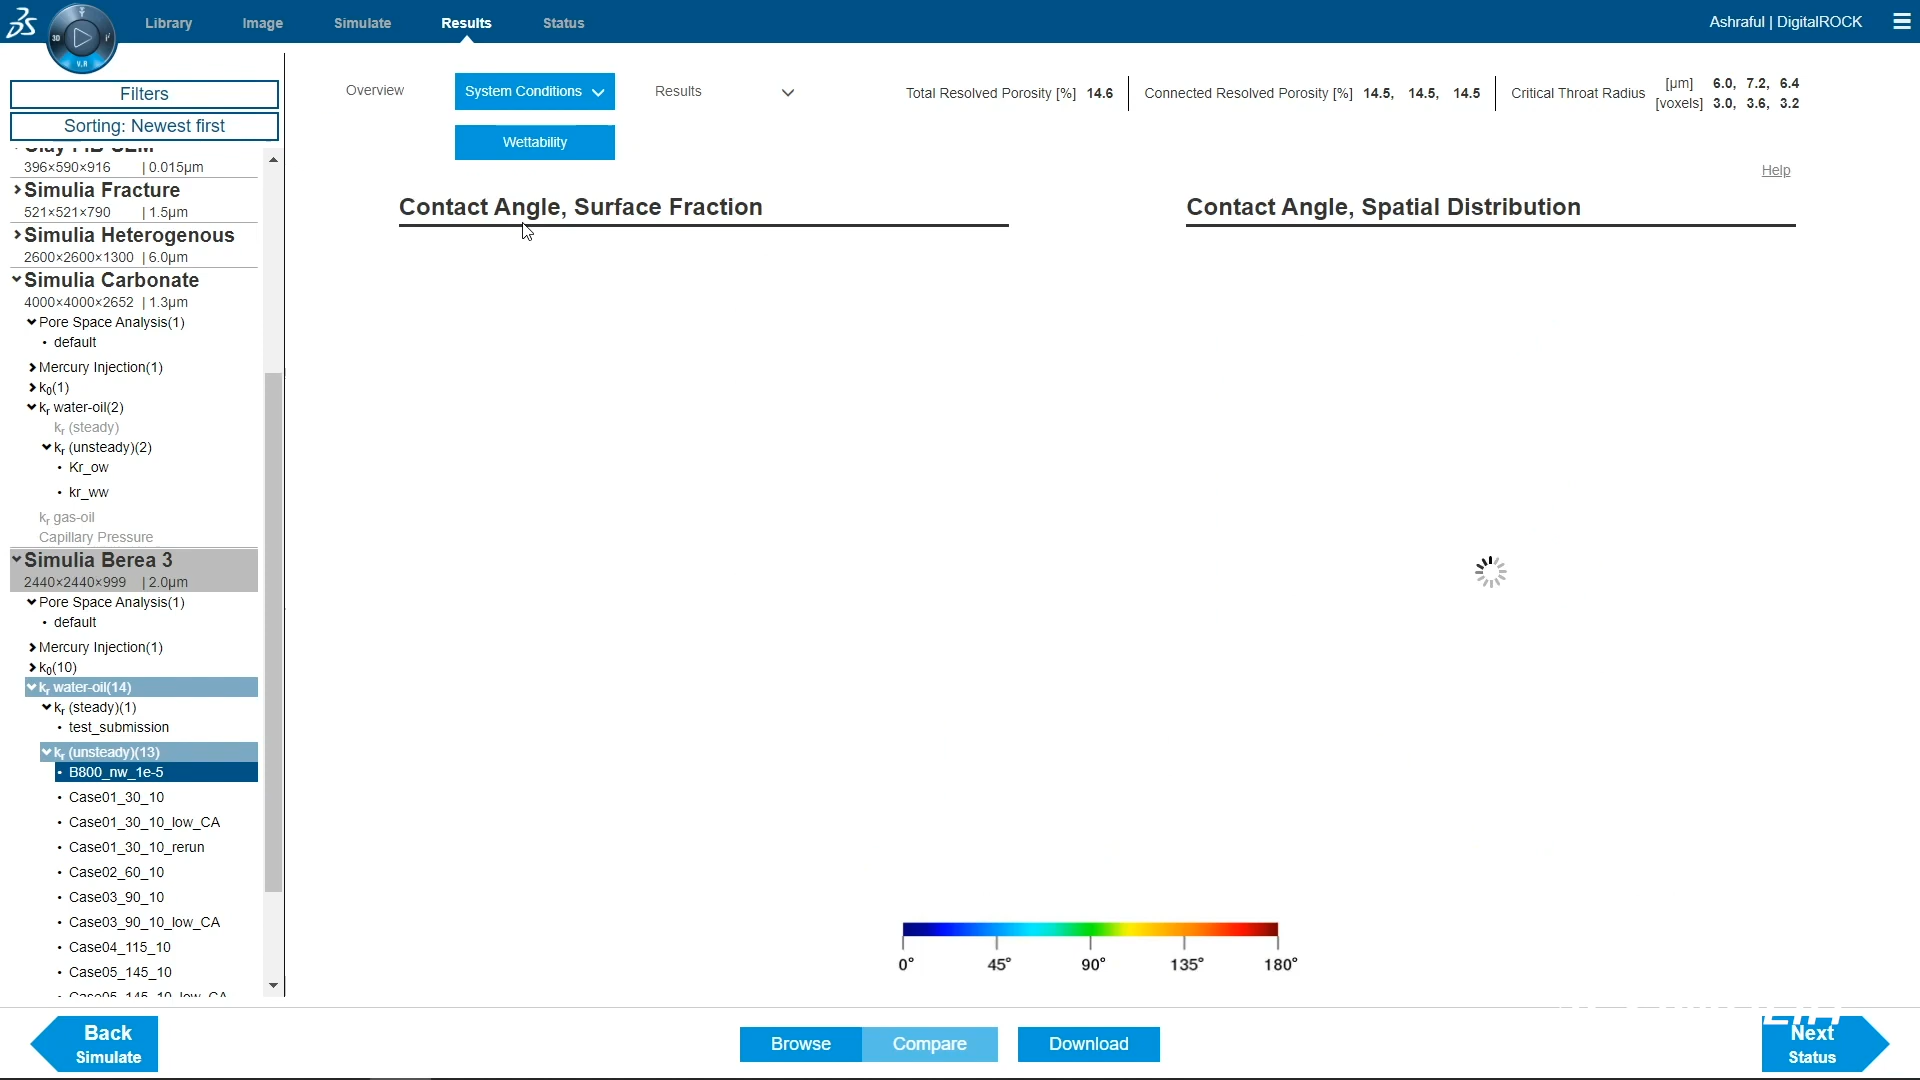 Library
Image
Simulate
Results
Status
Ashraful | DigitalROCK
3D
V.R
Filters
Sorting: Newest first
Overview
System Conditions
Results
Wettability
Total Resolved Porosity [%] 14.6
Connected Resolved Porosity [%] 14.5, 14.5, 14.5
Critical Throat Radius
[µm] 6.0, 7.2, 6.4
[voxels] 3.0, 3.6, 3.2
Help
Contact Angle, Surface Fraction
Contact Angle, Spatial Distribution
396×590×916 | 0.015µm
Simulia Fracture
521×521×790 | 1.5µm
Simulia Heterogenous
2600×2600×1300 | 6.0µm
Simulia Carbonate
4000×4000×2652 | 1.3µm
Pore Space Analysis(1)
• default
Mercury Injection(1)
k0(1)
kr water-oil(2)
kr (steady)
kr (unsteady)(2)
• Kr_ow
• kr_ww
kr gas-oil
Capillary Pressure
Simulia Berea 3
2440×2440×999 | 2.0µm
Pore Space Analysis(1)
• default
Mercury Injection(1)
k0(10)
kr water-oil(14)
kr (steady)(1)
• test_submission
kr (unsteady)(13)
• B800_nw_1e-5
• Case01_30_10
• Case01_30_10_low_CA
• Case01_30_10_rerun
• Case02_60_10
• Case03_90_10
• Case03_90_10_low_CA
• Case04_115_10
• Case05_145_10
• Case05_145_10_low_CA
0° 45° 90° 135° 180°
Back
Simulate
Browse
Compare
Download
Next
Status